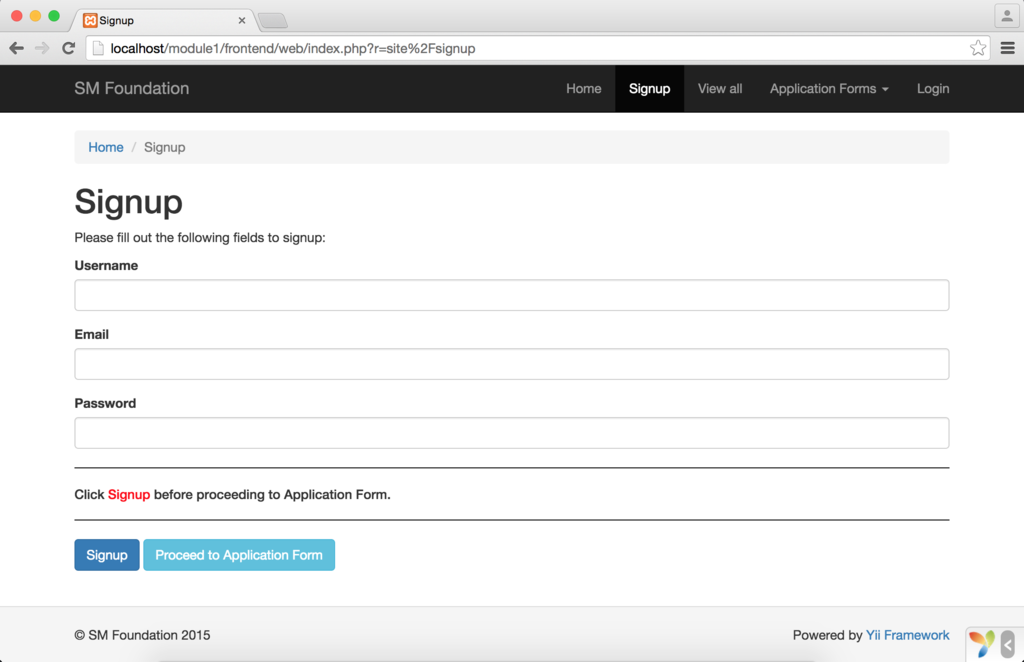 Signup
localhost/module1/frontend/web/index.php?r=site%2Fsignup
SM Foundation Home Signup View all Application Forms Login
Home / Signup
Signup
Please fill out the following fields to signup:
Username
Email
Password
Click Signup before proceeding to Application Form.
Signup Proceed to Application Form
© SM Foundation 2015 Powered by Yii Framework